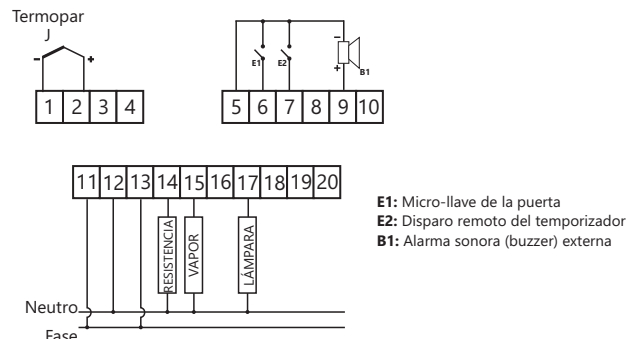 Termopar
J
- +
E1 E2 - + B1
1 2 3 4
5 6 7 8 9 10
11 12 13 14 15 16 17 18 19 20
RESISTENCIA
VAPOR
LÁMPARA
E1: Micro-llave de la puerta
E2: Disparo remoto del temporizador
B1: Alarma sonora (buzzer) externa
Neutro
Fase